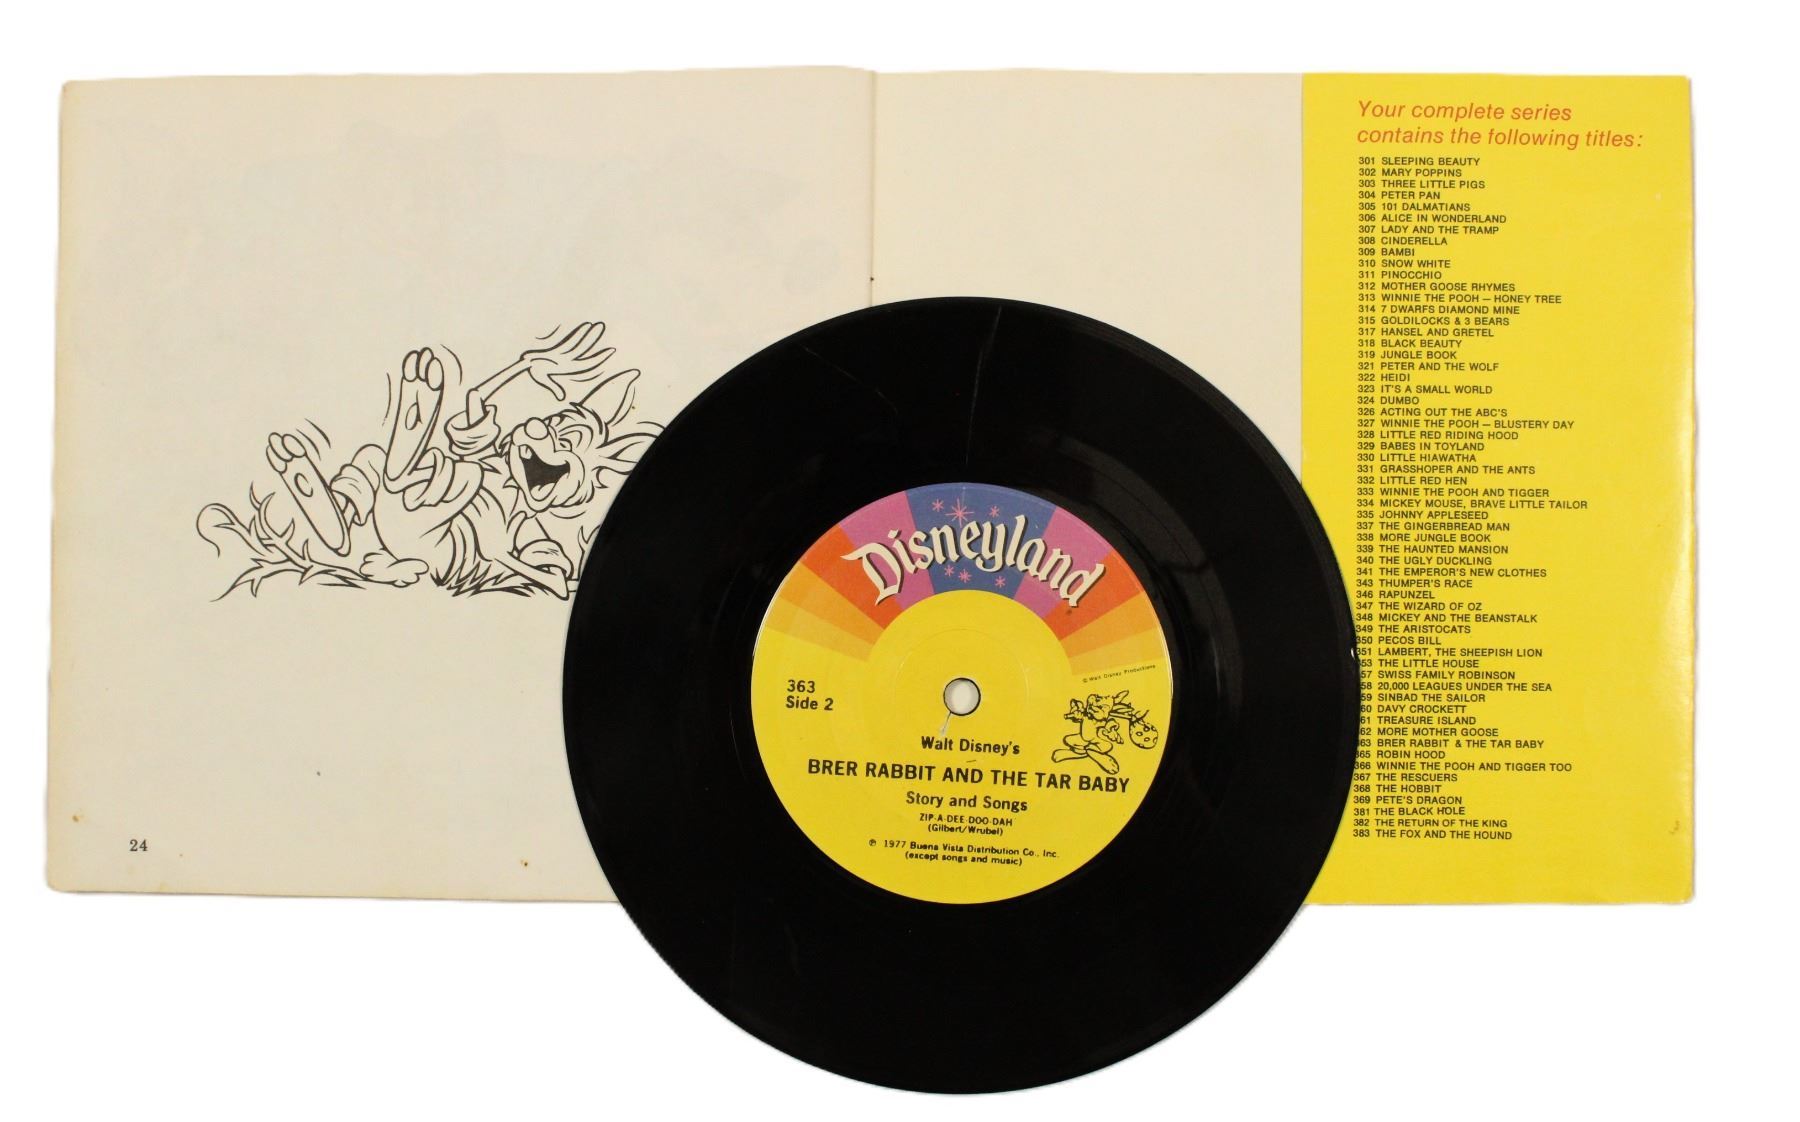 24
Disneyland
© Walt Disney Productions
363
Side 2
Walt Disney's
BRER RABBIT AND THE TAR BABY
Story and Songs
ZIP-A-DEE-DOO-DAH
(Gilbert/Wrubel)
℗ 1977 Buena Vista Distribution Co., Inc.
(except songs and music)
Your complete series
contains the following titles:
301 SLEEPING BEAUTY
302 MARY POPPINS
303 THREE LITTLE PIGS
304 PETER PAN
305 101 DALMATIANS
306 ALICE IN WONDERLAND
307 LADY AND THE TRAMP
308 CINDERELLA
309 BAMBI
310 SNOW WHITE
311 PINOCCHIO
312 MOTHER GOOSE RHYMES
313 WINNIE THE POOH — HONEY TREE
314 7 DWARFS DIAMOND MINE
315 GOLDILOCKS & 3 BEARS
317 HANSEL AND GRETEL
318 BLACK BEAUTY
319 JUNGLE BOOK
321 PETER AND THE WOLF
322 HEIDI
323 IT'S A SMALL WORLD
324 DUMBO
326 ACTING OUT THE ABC'S
327 WINNIE THE POOH — BLUSTERY DAY
328 LITTLE RED RIDING HOOD
329 BABES IN TOYLAND
330 LITTLE HIAWATHA
331 GRASSHOPER AND THE ANTS
332 LITTLE RED HEN
333 WINNIE THE POOH AND TIGGER
334 MICKEY MOUSE, BRAVE LITTLE TAILOR
335 JOHNNY APPLESEED
337 THE GINGERBREAD MAN
338 MORE JUNGLE BOOK
339 THE HAUNTED MANSION
340 THE UGLY DUCKLING
341 THE EMPEROR'S NEW CLOTHES
343 THUMPER'S RACE
346 RAPUNZEL
347 THE WIZARD OF OZ
348 MICKEY AND THE BEANSTALK
349 THE ARISTOCATS
350 PECOS BILL
351 LAMBERT, THE SHEEPISH LION
53 THE LITTLE HOUSE
57 SWISS FAMILY ROBINSON
58 20,000 LEAGUES UNDER THE SEA
59 SINBAD THE SAILOR
60 DAVY CROCKETT
61 TREASURE ISLAND
62 MORE MOTHER GOOSE
63 BRER RABBIT & THE TAR BABY
365 ROBIN HOOD
366 WINNIE THE POOH AND TIGGER TOO
367 THE RESCUERS
368 THE HOBBIT
369 PETE'S DRAGON
381 THE BLACK HOLE
382 THE RETURN OF THE KING
383 THE FOX AND THE HOUND